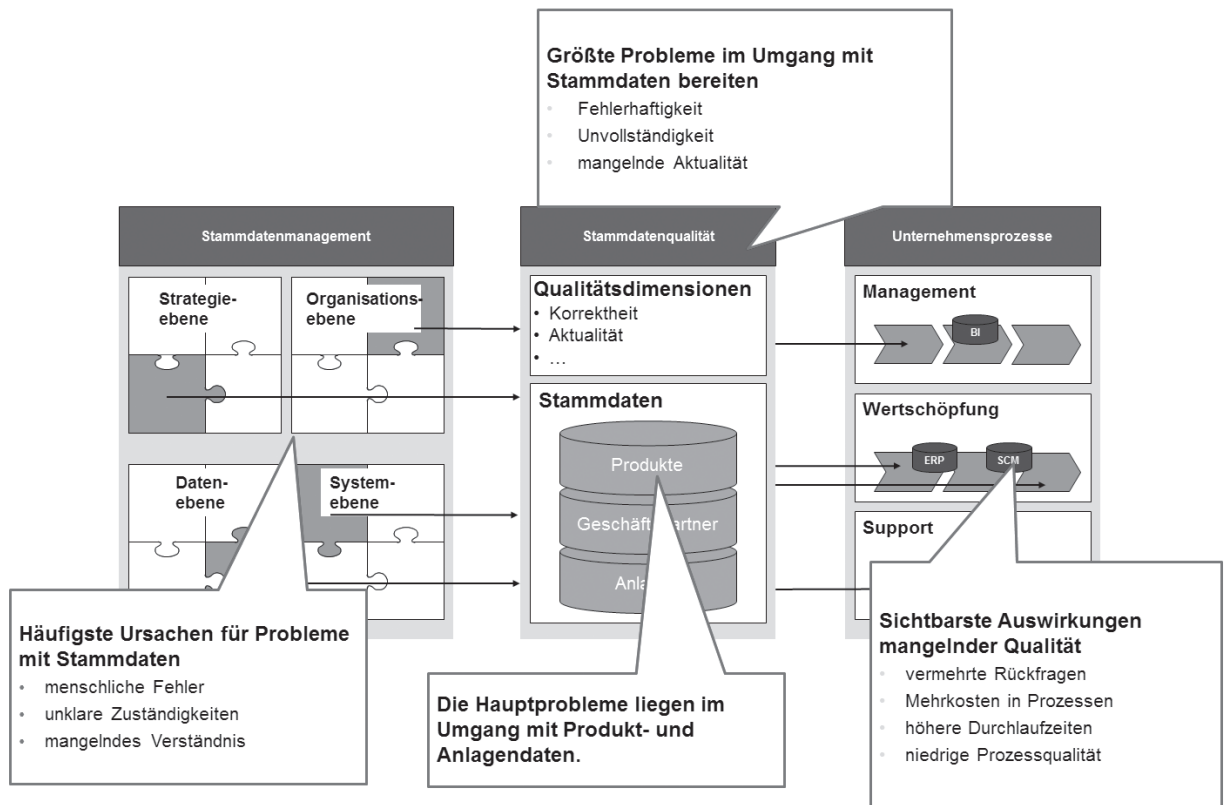 Größte Probleme im Umgang mit
Stammdaten bereiten
Fehlerhaftigkeit
Unvollständigkeit
mangelnde Aktualität
Stammdatenmanagement
Stammdatenqualität
Unternehmensprozesse
Strategie-
ebene
Organisations-
ebene
Qualitätsdimensionen
• Korrektheit
• Aktualität
• …
Management
BI
Stammdaten
Produkte
Wertschöpfung
ERP
SCM
Daten-
ebene
System-
ebene
Support
Häufigste Ursachen für Probleme
mit Stammdaten
• menschliche Fehler
• unklare Zuständigkeiten
• mangelndes Verständnis
Die Hauptprobleme liegen im
Umgang mit Produkt- und
Anlagendaten.
Sichtbarste Auswirkungen
mangelnder Qualität
vermehrte Rückfragen
Mehrkosten in Prozessen
höhere Durchlaufzeiten
niedrige Prozessqualität